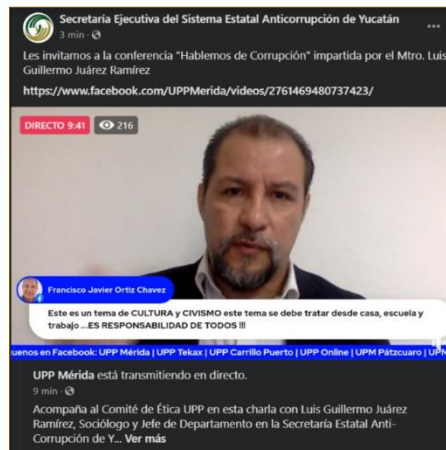 Secretaría Ejecutiva del Sistema Estatal Anticorrupción de Yucatán
3 min ·
Les invitamos a la conferencia "Hablemos de Corrupción" impartida por el Mtro. Luis
Guillermo Juárez Ramírez
https://www.facebook.com/UPPMerida/videos/2761469480737423/
DIRECTO 9:41 216
Francisco Javier Ortiz Chavez
Este es un tema de CULTURA y CIVISMO este tema se debe tratar desde casa, escuela y
trabajo ...ES RESPONSABILIDAD DE TODOS !!!
uenos en Facebook: UPP Mérida | UPP Tekax | UPP Carrillo Puerto | UPP Online | UPM Pátzcuaro | UPM
UPP Mérida está transmitiendo en directo.
9 min ·
Acompaña al Comité de Ética UPP en esta charla con Luis Guillermo Juárez
Ramírez, Sociólogo y Jefe de Departamento en la Secretaría Estatal Anti-
Corrupción de Y... Ver más